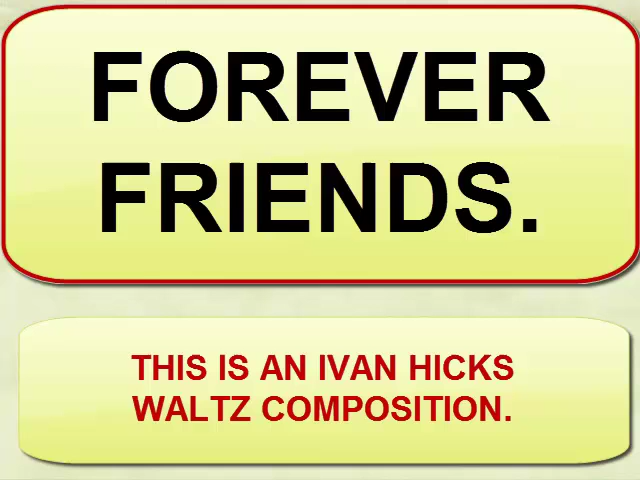 FOREVER
FRIENDS.
THIS IS AN IVAN HICKS
WALTZ COMPOSITION.